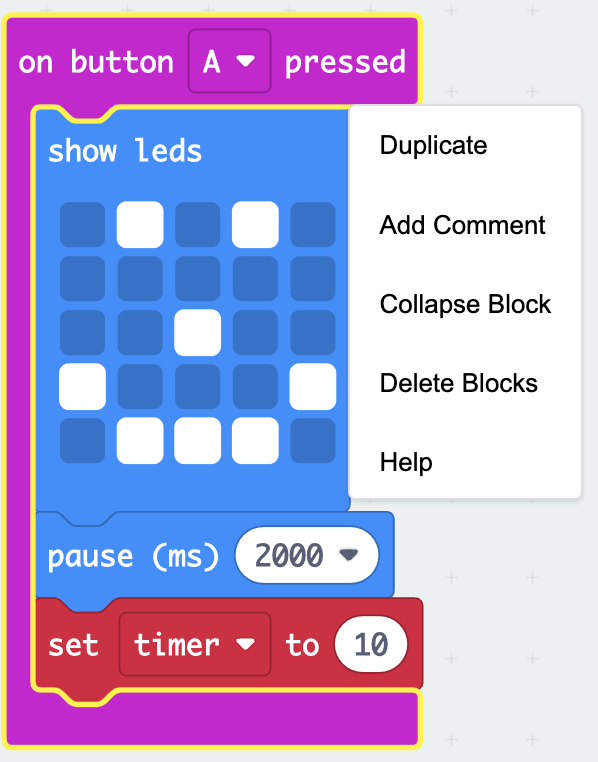 on button A pressed
show leds
Duplicate
Add Comment
Collapse Block
Delete Blocks
Help
pause (ms) 2000
set timer to 10